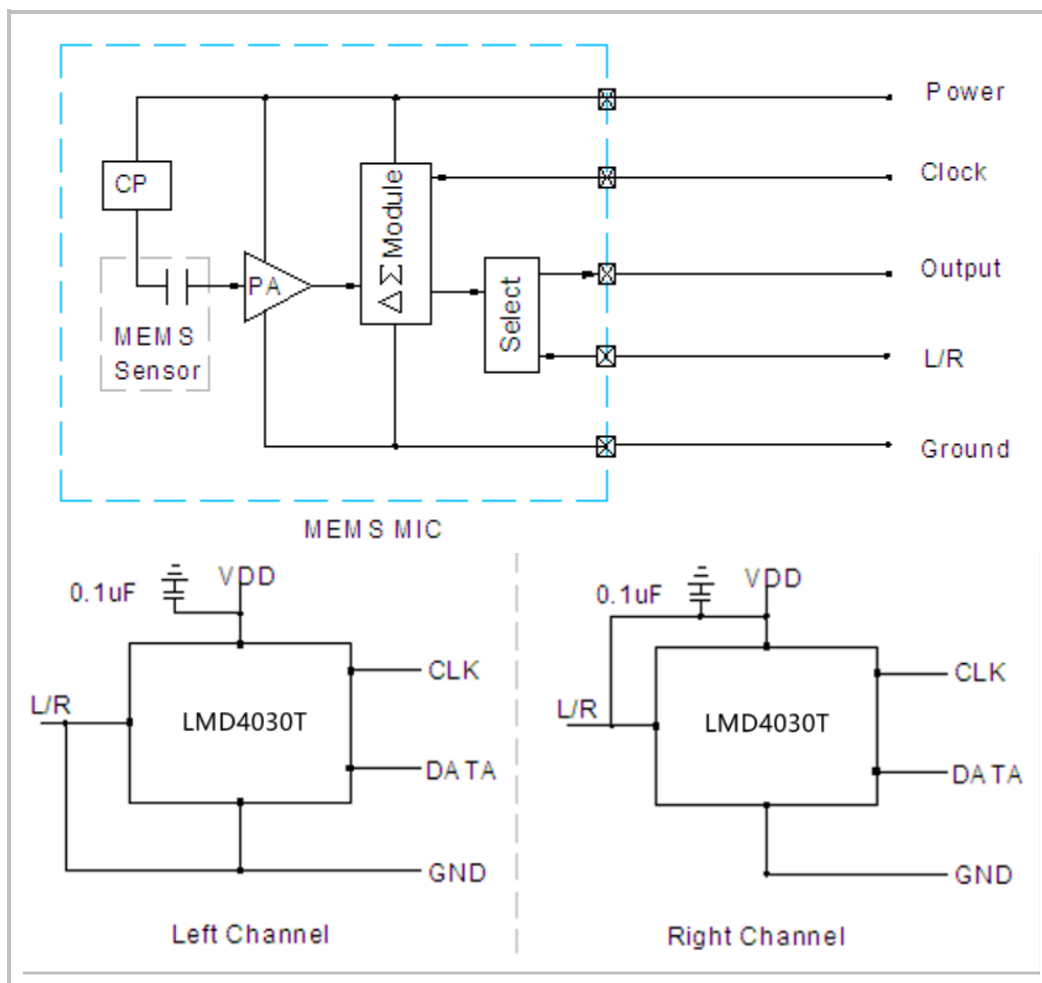 Power
CP
Clock
ΔΣ Module
PA
Output
Select
MEMS
Sensor
L/R
Ground
MEMS MIC
0.1uF
VDD
CLK
L/R
LMD4030T
DATA
GND
Left Channel
0.1uF
VDD
CLK
L/R
LMD4030T
DATA
GND
Right Channel